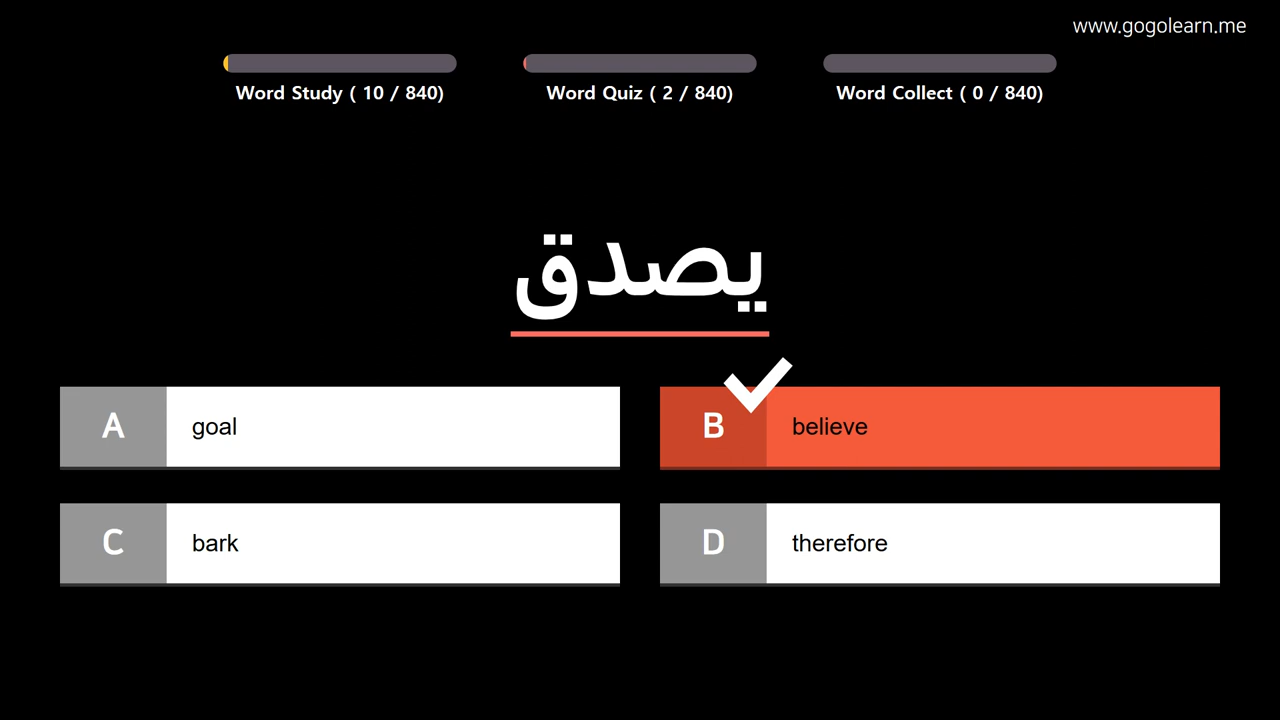 www.gogolearn.me
Word Study ( 10 / 840)
Word Quiz ( 2 / 840)
Word Collect ( 0 / 840)
يصدق
A goal
B believe
C bark
D therefore